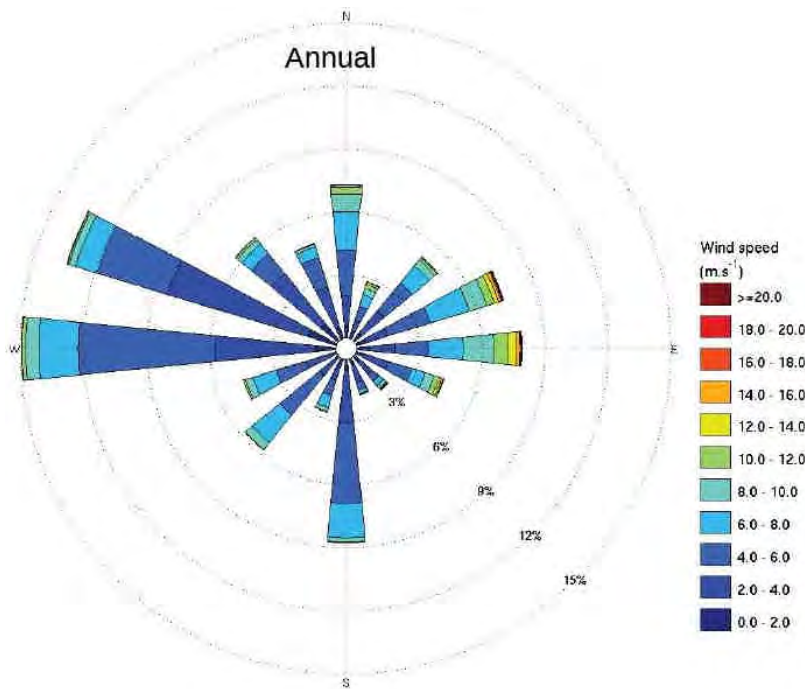 N
Annual
Wind speed
(m.s⁻¹)
>=20.0
18.0 - 20.0
16.0 - 18.0
14.0 - 16.0
12.0 - 14.0
10.0 - 12.0
8.0 - 10.0
6.0 - 8.0
4.0 - 6.0
2.0 - 4.0
0.0 - 2.0
W
E
3%
6%
9%
12%
15%
S